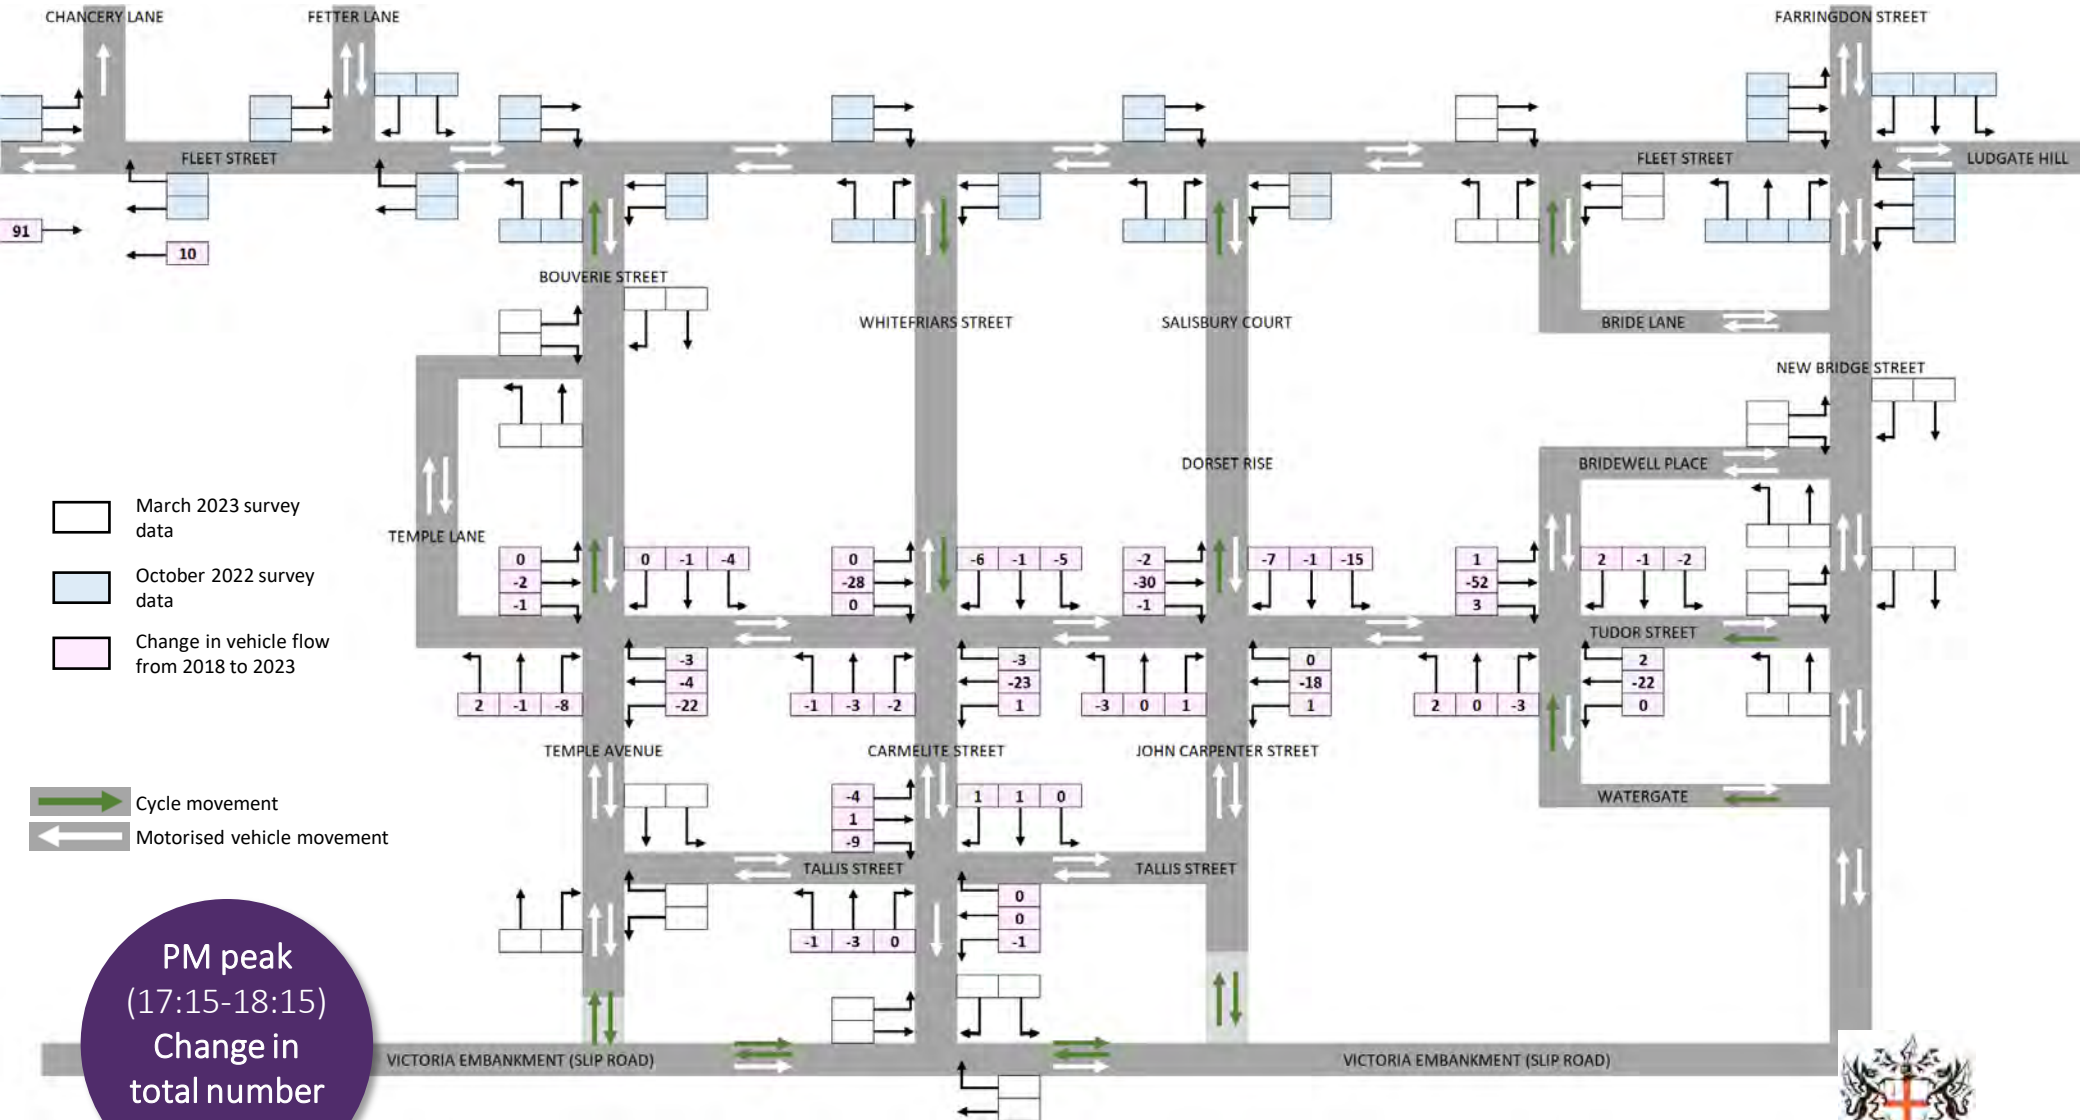 CHANCERY LANE
FETTER LANE
FARRINGDON STREET
FLEET STREET
FLEET STREET
LUDGATE HILL
91
10
BOUVERIE STREET
WHITEFRIARS STREET
SALISBURY COURT
BRIDE LANE
NEW BRIDGE STREET
DORSET RISE
BRIDEWELL PLACE
March 2023 survey
data
October 2022 survey
data
Change in vehicle flow
from 2018 to 2023
TEMPLE LANE
0 0 -1 -4 0 -6 -1 -5 -2 -7 -1 -15 1 2 -1 -2
-2 -28 -30 -52
-1 0 -1 3
TUDOR STREET
-3 -3 0 2
-4 -23 -18 -22
2 -1 -8 -22 -1 -3 -2 1 -3 0 1 1 2 0 -3 0
TEMPLE AVENUE
CARMELITE STREET
JOHN CARPENTER STREET
-4 1 1 0
1
-9
WATERGATE
Cycle movement
Motorised vehicle movement
TALLIS STREET
TALLIS STREET
0
0
-1 -3 0 -1
PM peak
(17:15-18:15)
Change in
total number
VICTORIA EMBANKMENT (SLIP ROAD)
VICTORIA EMBANKMENT (SLIP ROAD)